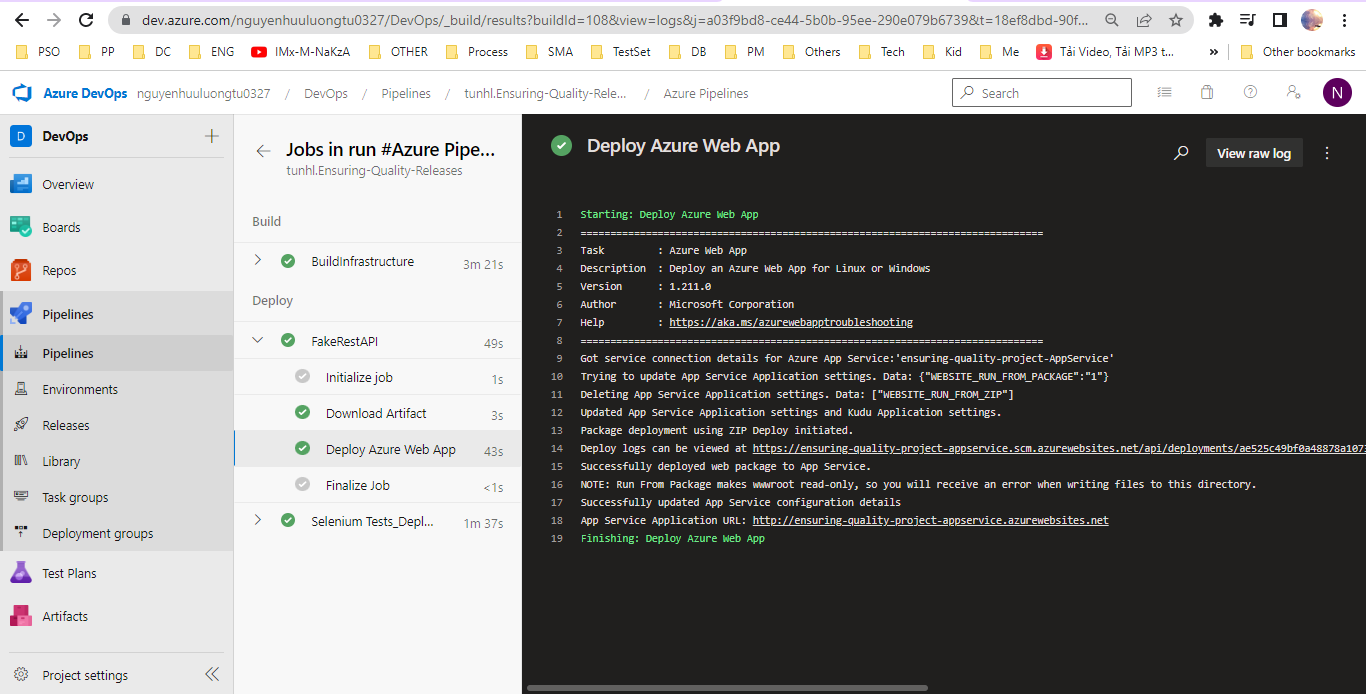 dev.azure.com/nguyenhuuluongtu0327/DevOps/_build/results?buildId=108&view=logs&j=a03f9bd8-ce44-5b0b-95ee-290e079b6739&t=18ef8dbd-90f...
PSO PP DC ENG IMx-M-NaKzA OTHER Process SMA TestSet DB PM Others Tech Kid Me Tải Video, Tải MP3 t... » Other bookmarks
Azure DevOps nguyenhuuluongtu0327 / DevOps / Pipelines / tunhl.Ensuring-Quality-Rele... / Azure Pipelines Search N
D DevOps
Overview
Boards
Repos
Pipelines
Pipelines
Environments
Releases
Library
Task groups
Deployment groups
Test Plans
Artifacts
Project settings
Jobs in run #Azure Pipe...
tunhl.Ensuring-Quality-Releases
Build
BuildInfrastructure 3m 21s
Deploy
FakeRestAPI 49s
Initialize job 1s
Download Artifact 3s
Deploy Azure Web App 43s
Finalize Job <1s
Selenium Tests_Depl... 1m 37s
Deploy Azure Web App
View raw log
1 Starting: Deploy Azure Web App
2 ==============================================================================
3 Task : Azure Web App
4 Description : Deploy an Azure Web App for Linux or Windows
5 Version : 1.211.0
6 Author : Microsoft Corporation
7 Help : https://aka.ms/azurewebapptroubleshooting
8 ==============================================================================
9 Got service connection details for Azure App Service:'ensuring-quality-project-AppService'
10 Trying to update App Service Application settings. Data: {"WEBSITE_RUN_FROM_PACKAGE":"1"}
11 Deleting App Service Application settings. Data: ["WEBSITE_RUN_FROM_ZIP"]
12 Updated App Service Application settings and Kudu Application settings.
13 Package deployment using ZIP Deploy initiated.
14 Deploy logs can be viewed at https://ensuring-quality-project-appservice.scm.azurewebsites.net/api/deployments/ae525c49bf0a48878a1073
15 Successfully deployed web package to App Service.
16 NOTE: Run From Package makes wwwroot read-only, so you will receive an error when writing files to this directory.
17 Successfully updated App Service configuration details
18 App Service Application URL: http://ensuring-quality-project-appservice.azurewebsites.net
19 Finishing: Deploy Azure Web App